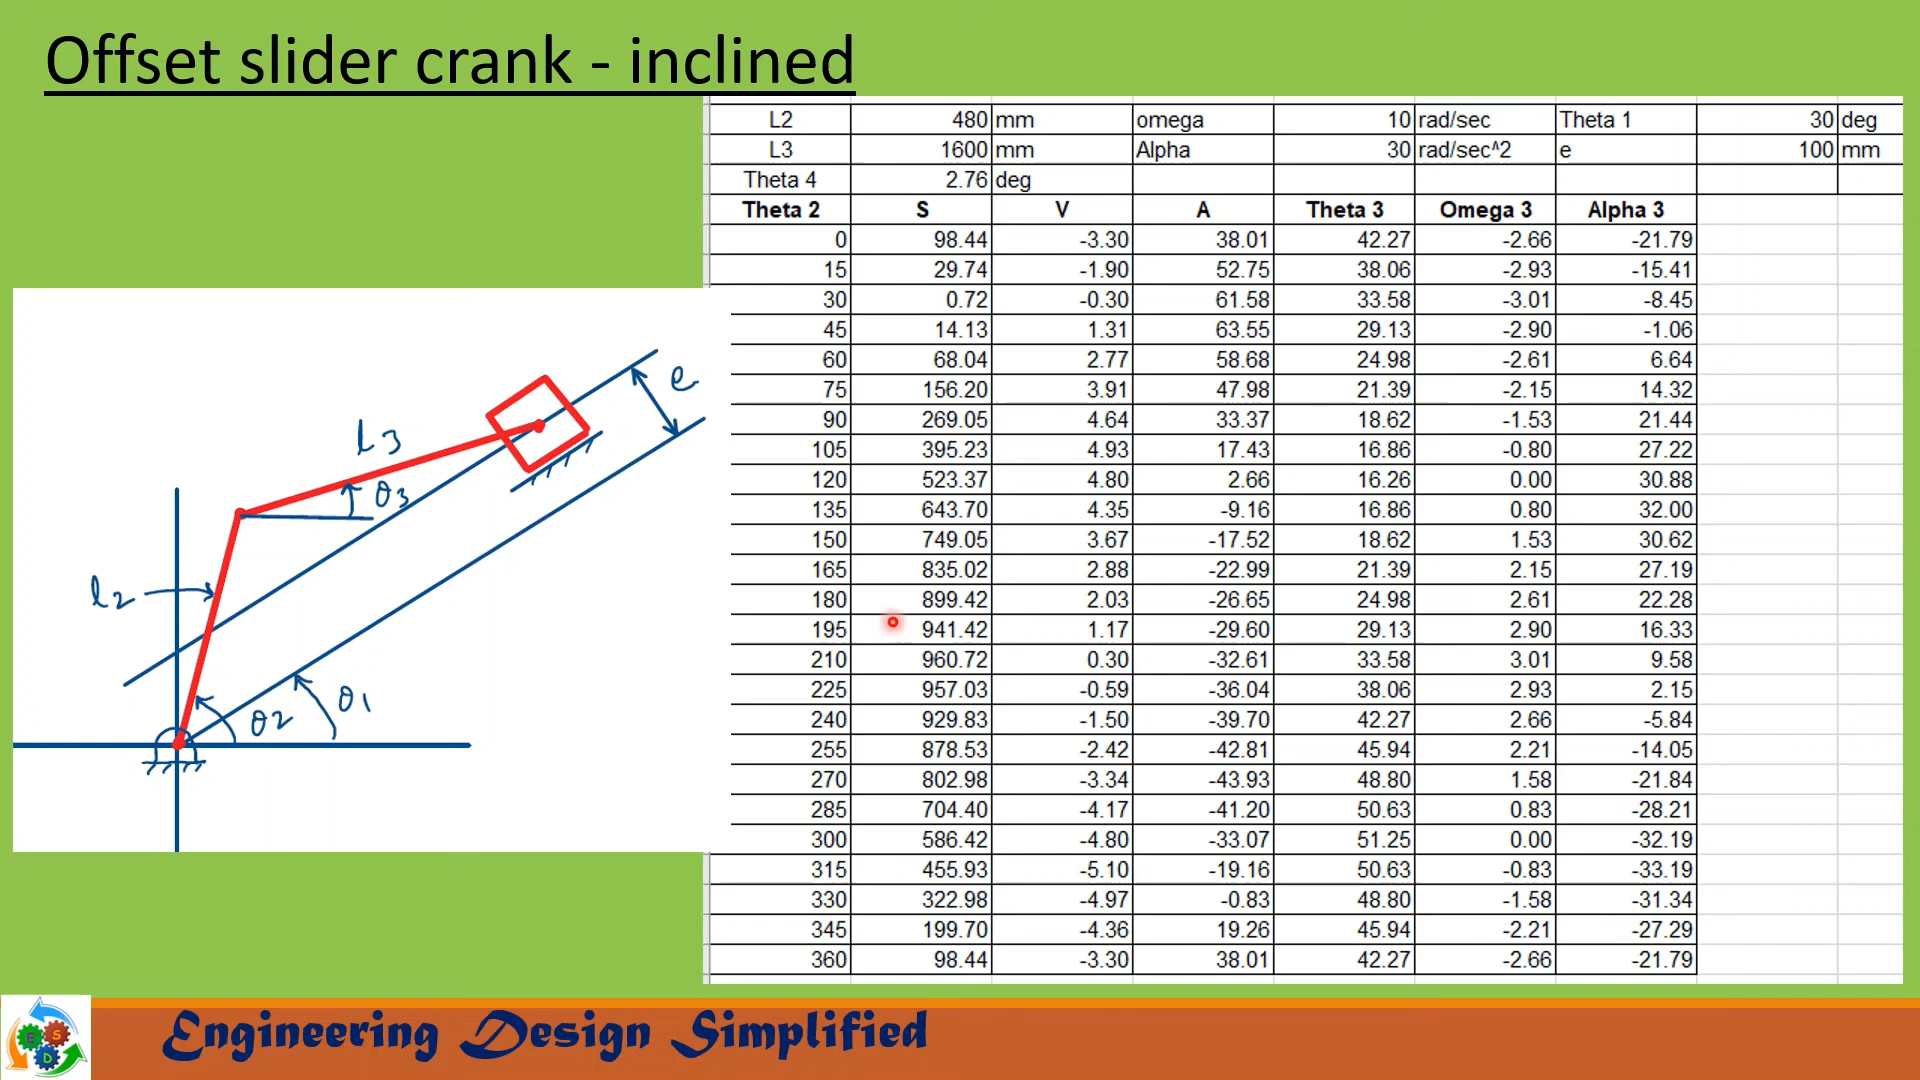 Offset slider crank - inclined
L2 480 mm omega 10 rad/sec Theta 1 30 deg
L3 1600 mm Alpha 30 rad/sec^2 e 100 mm
Theta 4 2.76 deg
Theta 2 S V A Theta 3 Omega 3 Alpha 3
0 98.44 -3.30 38.01 42.27 -2.66 -21.79
15 29.74 -1.90 52.75 38.06 -2.93 -15.41
30 0.72 -0.30 61.58 33.58 -3.01 -8.45
45 14.13 1.31 63.55 29.13 -2.90 -1.06
60 68.04 2.77 58.68 24.98 -2.61 6.64
75 156.20 3.91 47.98 21.39 -2.15 14.32
90 269.05 4.64 33.37 18.62 -1.53 21.44
105 395.23 4.93 17.43 16.86 -0.80 27.22
120 523.37 4.80 2.66 16.26 0.00 30.88
135 643.70 4.35 -9.16 16.86 0.80 32.00
150 749.05 3.67 -17.52 18.62 1.53 30.62
165 835.02 2.88 -22.99 21.39 2.15 27.19
180 899.42 2.03 -26.65 24.98 2.61 22.28
195 941.42 1.17 -29.60 29.13 2.90 16.33
210 960.72 0.30 -32.61 33.58 3.01 9.58
225 957.03 -0.59 -36.04 38.06 2.93 2.15
240 929.83 -1.50 -39.70 42.27 2.66 -5.84
255 878.53 -2.42 -42.81 45.94 2.21 -14.05
270 802.98 -3.34 -43.93 48.80 1.58 -21.84
285 704.40 -4.17 -41.20 50.63 0.83 -28.21
300 586.42 -4.80 -33.07 51.25 0.00 -32.19
315 455.93 -5.10 -19.16 50.63 -0.83 -33.19
330 322.98 -4.97 -0.83 48.80 -1.58 -31.34
345 199.70 -4.36 19.26 45.94 -2.21 -27.29
360 98.44 -3.30 38.01 42.27 -2.66 -21.79
e
l3
θ3
l2
θ2
θ1
E S D
Engineering Design Simplified